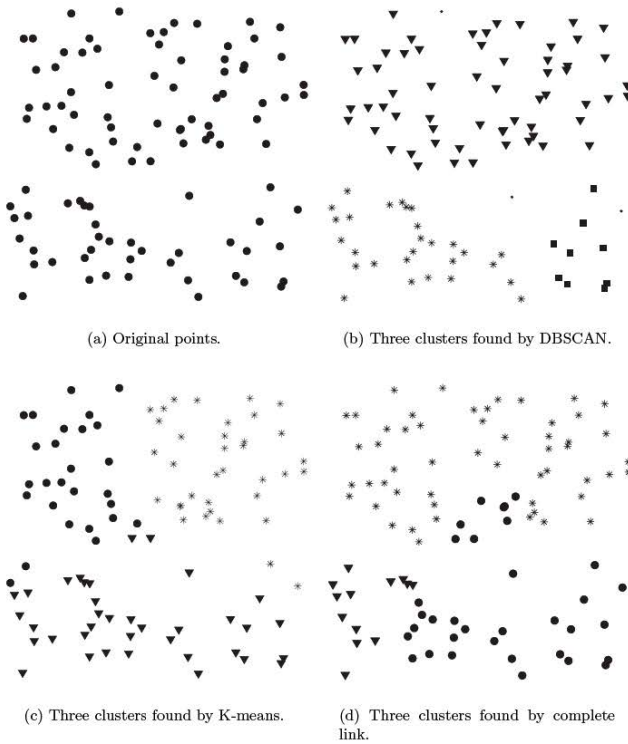 (a) Original points.
(b) Three clusters found by DBSCAN.
(c) Three clusters found by K-means.
(d) Three clusters found by complete
link.